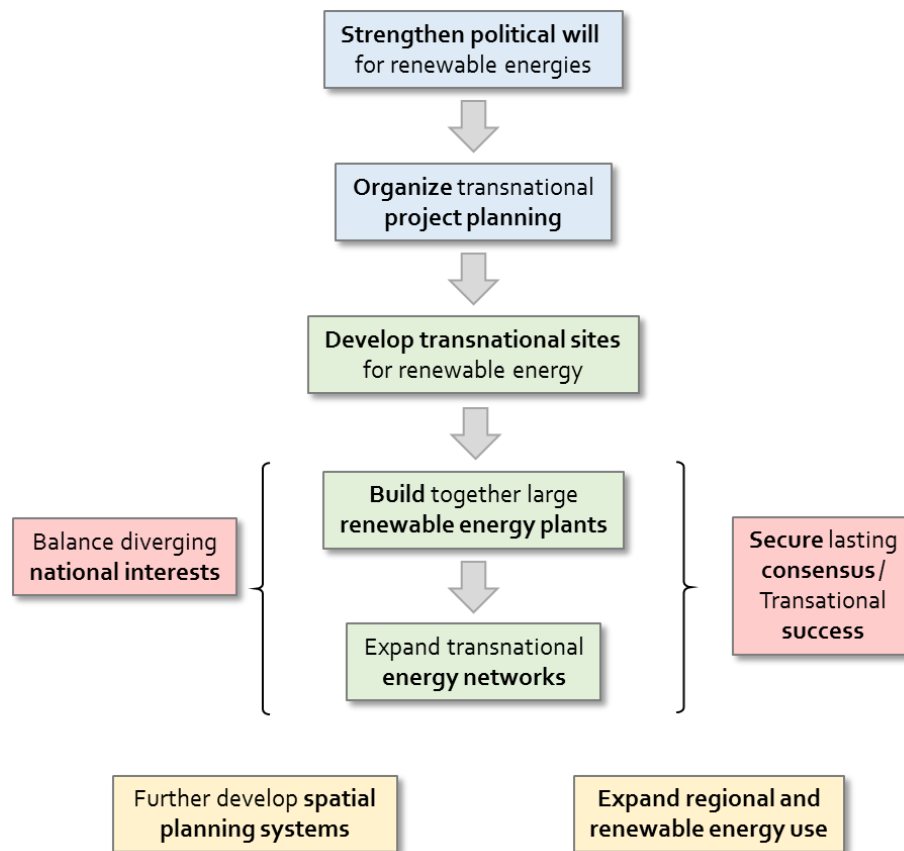 Strengthen political will
for renewable energies
Organize transnational
project planning
Develop transnational sites
for renewable energy
Build together large
renewable energy plants
Balance diverging
national interests
Secure lasting
consensus /
Transational
success
Expand transnational
energy networks
Further develop spatial
planning systems
Expand regional and
renewable energy use